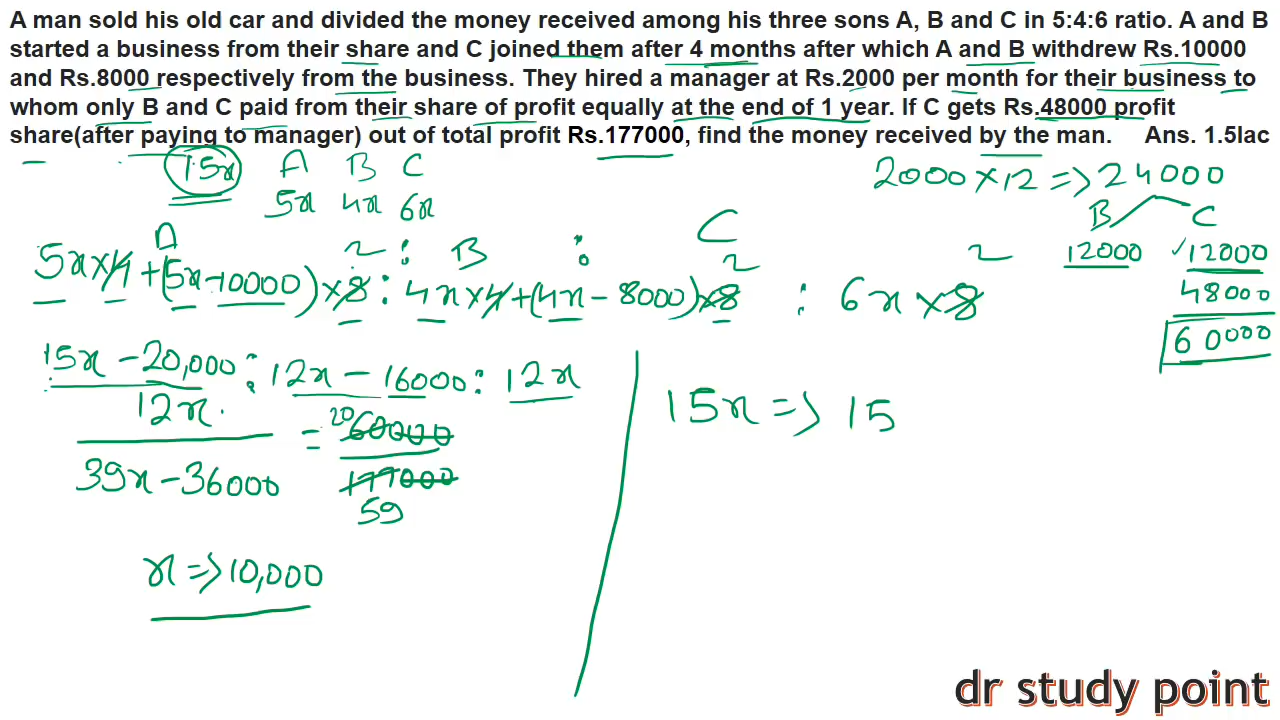 A man sold his old car and divided the money received among his three sons A, B and C in 5:4:6 ratio. A and B
started a business from their share and C joined them after 4 months after which A and B withdrew Rs.10000
and Rs.8000 respectively from the business. They hired a manager at Rs.2000 per month for their business to
whom only B and C paid from their share of profit equally at the end of 1 year. If C gets Rs.48000 profit
share(after paying to manager) out of total profit Rs.177000, find the money received by the man. Ans. 1.5lac
15x A B C
5x 4x 6x
2000 × 12 => 24000
B C
12000 12000
48000
60000
A : B : C
2 2 2
5x×4+(5x-10000)×8 : 4x×4+(4x-8000)×8 : 6x×8
15x - 20,000 : 12x - 16000 : 12x
12x = 20 60000
39x - 36000 177000
59
x => 10,000
15x => 15
dr study point